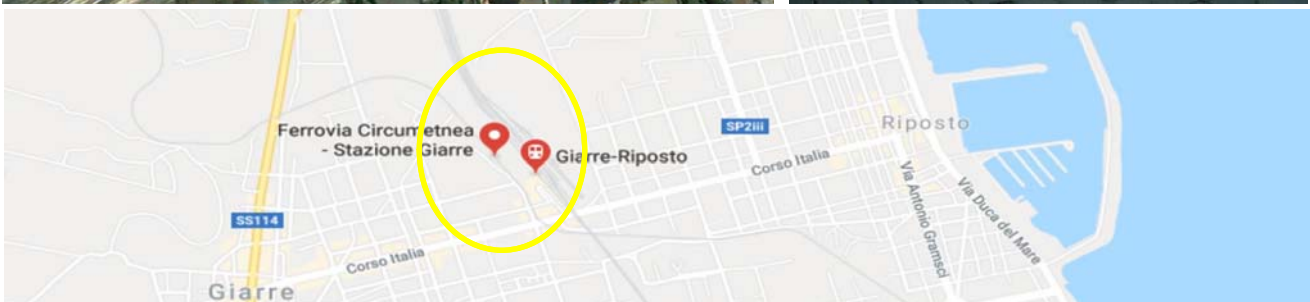 Ferrovia Circumetnea
- Stazione Giarre
Giarre-Riposto
SP2iii
Riposto
Corso Italia
Via Antonio Gramsci
Via Duca del Mare
SS114
Corso Italia
Giarre